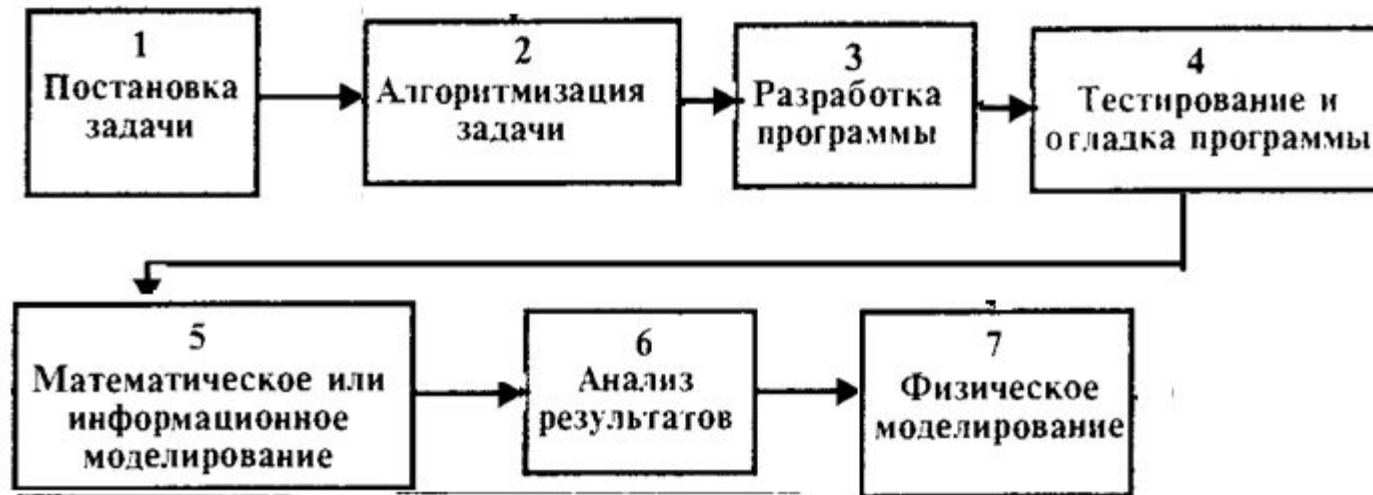 1
Постановка
задачи
2
Алгоритмизация
задачи
3
Разработка
программы
4
Тестирование и
отладка программы
5
Математическое или
информационное
моделирование
6
Анализ
результатов
7
Физическое
моделирование